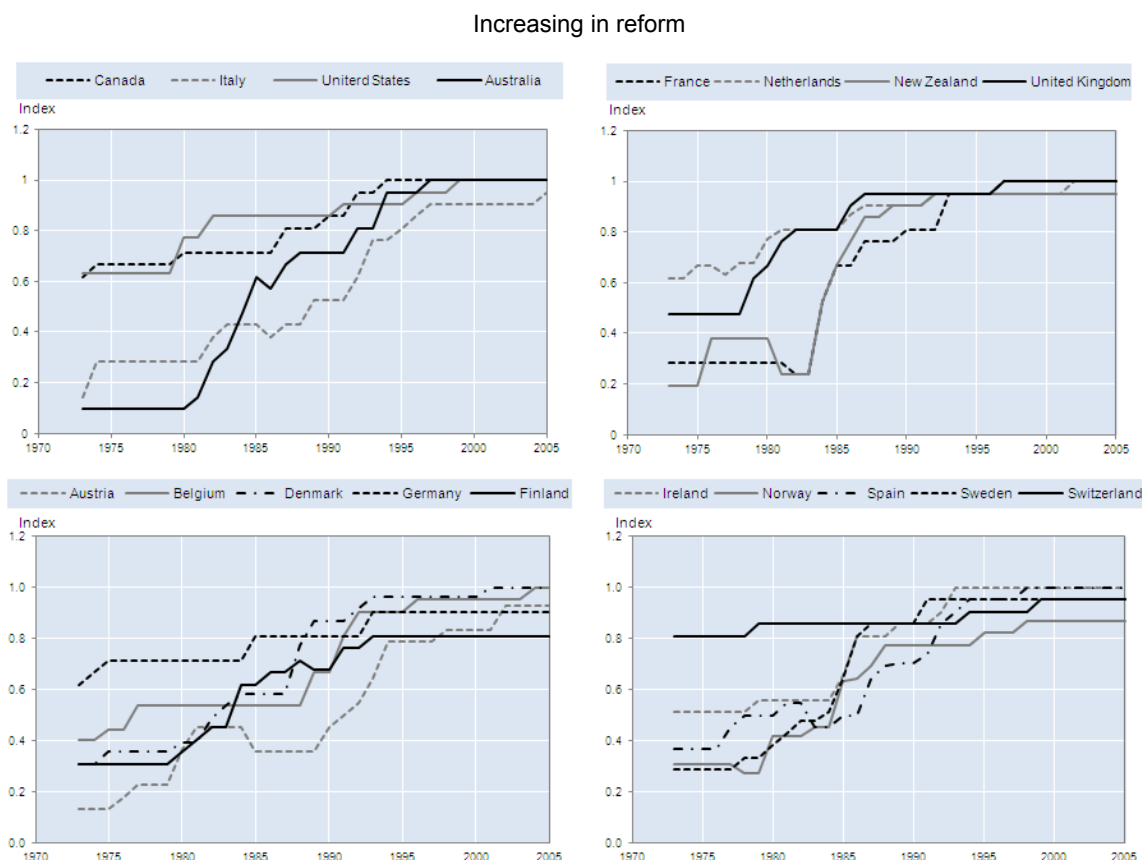 Increasing in reform
Canada Italy Uniterd States Australia
Index
1.2
1
0.8
0.6
0.4
0.2
0
1970 1975 1980 1985 1990 1995 2000 2005
France Netherlands New Zealand United Kingdom
Index
1.2
1
0.8
0.6
0.4
0.2
0
1970 1975 1980 1985 1990 1995 2000 2005
Austria Belgium Denmark Germany Finland
Index
1.2
1.0
0.8
0.6
0.4
0.2
0.0
1970 1975 1980 1985 1990 1995 2000 2005
Ireland Norway Spain Sweden Switzerland
Index
1.2
1.0
0.8
0.6
0.4
0.2
0.0
1970 1975 1980 1985 1990 1995 2000 2005